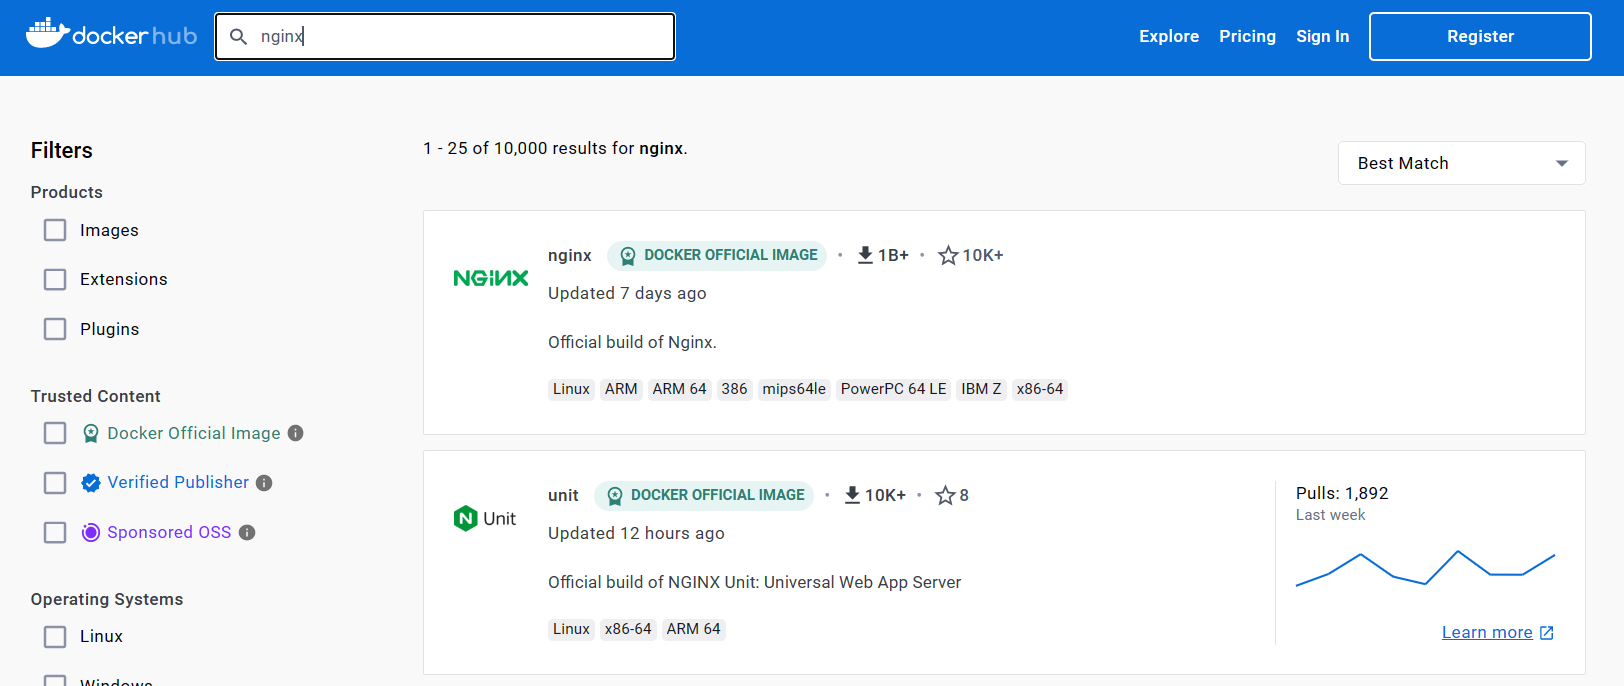 docker hub
nginx
Explore Pricing Sign In Register
Filters
Products
Images
Extensions
Plugins
Trusted Content
Docker Official Image
Verified Publisher
Sponsored OSS
Operating Systems
Linux
Windows
1 - 25 of 10,000 results for nginx.
Best Match
NGINX
nginx DOCKER OFFICIAL IMAGE • 1B+ • 10K+
Updated 7 days ago
Official build of Nginx.
Linux ARM ARM 64 386 mips64le PowerPC 64 LE IBM Z x86-64
N Unit
unit DOCKER OFFICIAL IMAGE • 10K+ • 8
Updated 12 hours ago
Official build of NGINX Unit: Universal Web App Server
Linux x86-64 ARM 64
Pulls: 1,892
Last week
Learn more